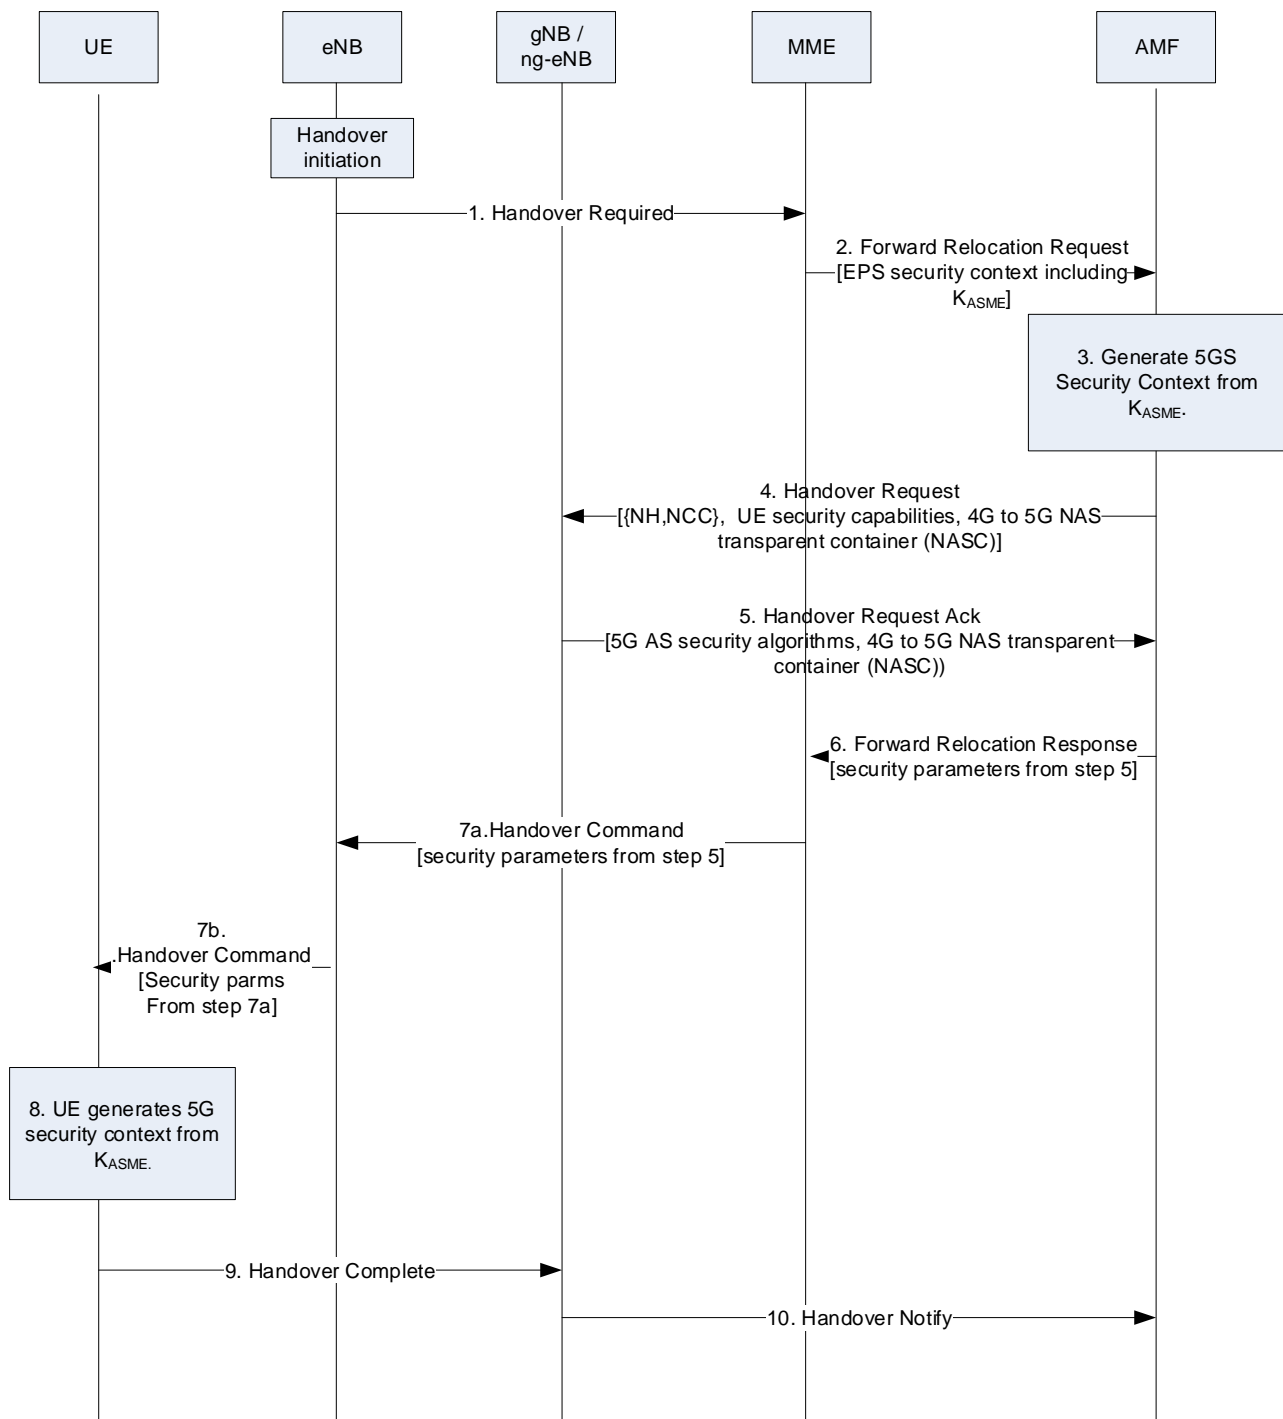 UE
eNB
gNB /
ng-eNB
MME
AMF
Handover
initiation
1. Handover Required
2. Forward Relocation Request
[EPS security context including
KASME]
3. Generate 5GS
Security Context from
KASME.
4. Handover Request
[{NH,NCC},  UE security capabilities, 4G to 5G NAS
transparent container (NASC)]
5. Handover Request Ack
[5G AS security algorithms, 4G to 5G NAS transparent
container (NASC))
6. Forward Relocation Response
[security parameters from step 5]
7a.Handover Command
[security parameters from step 5]
7b.
.Handover Command
[Security parms
From step 7a]
8. UE generates 5G
security context from
KASME.
9. Handover Complete
10. Handover Notify